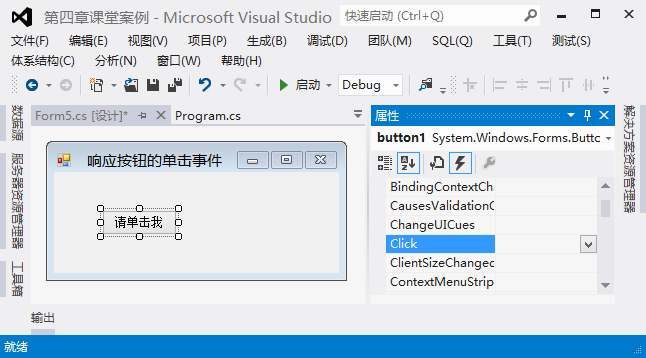 第四章课堂案例 - Microsoft Visual Studio
快速启动 (Ctrl+Q)
文件(F) 编辑(E) 视图(V) 项目(P) 生成(B) 调试(D) 团队(M) SQL(Q) 工具(T) 测试(S)
体系结构(C) 分析(N) 窗口(W) 帮助(H)
启动 Debug
数据源
服务器资源管理器
工具箱
Form5.cs [设计]* Program.cs
响应按钮的单击事件
请单击我
属性
button1 System.Windows.Forms.Butto
BindingContextCh
CausesValidationC
ChangeUICues
Click
ClientSizeChanged
ContextMenuStrip
解决方案资源管理器
输出
就绪